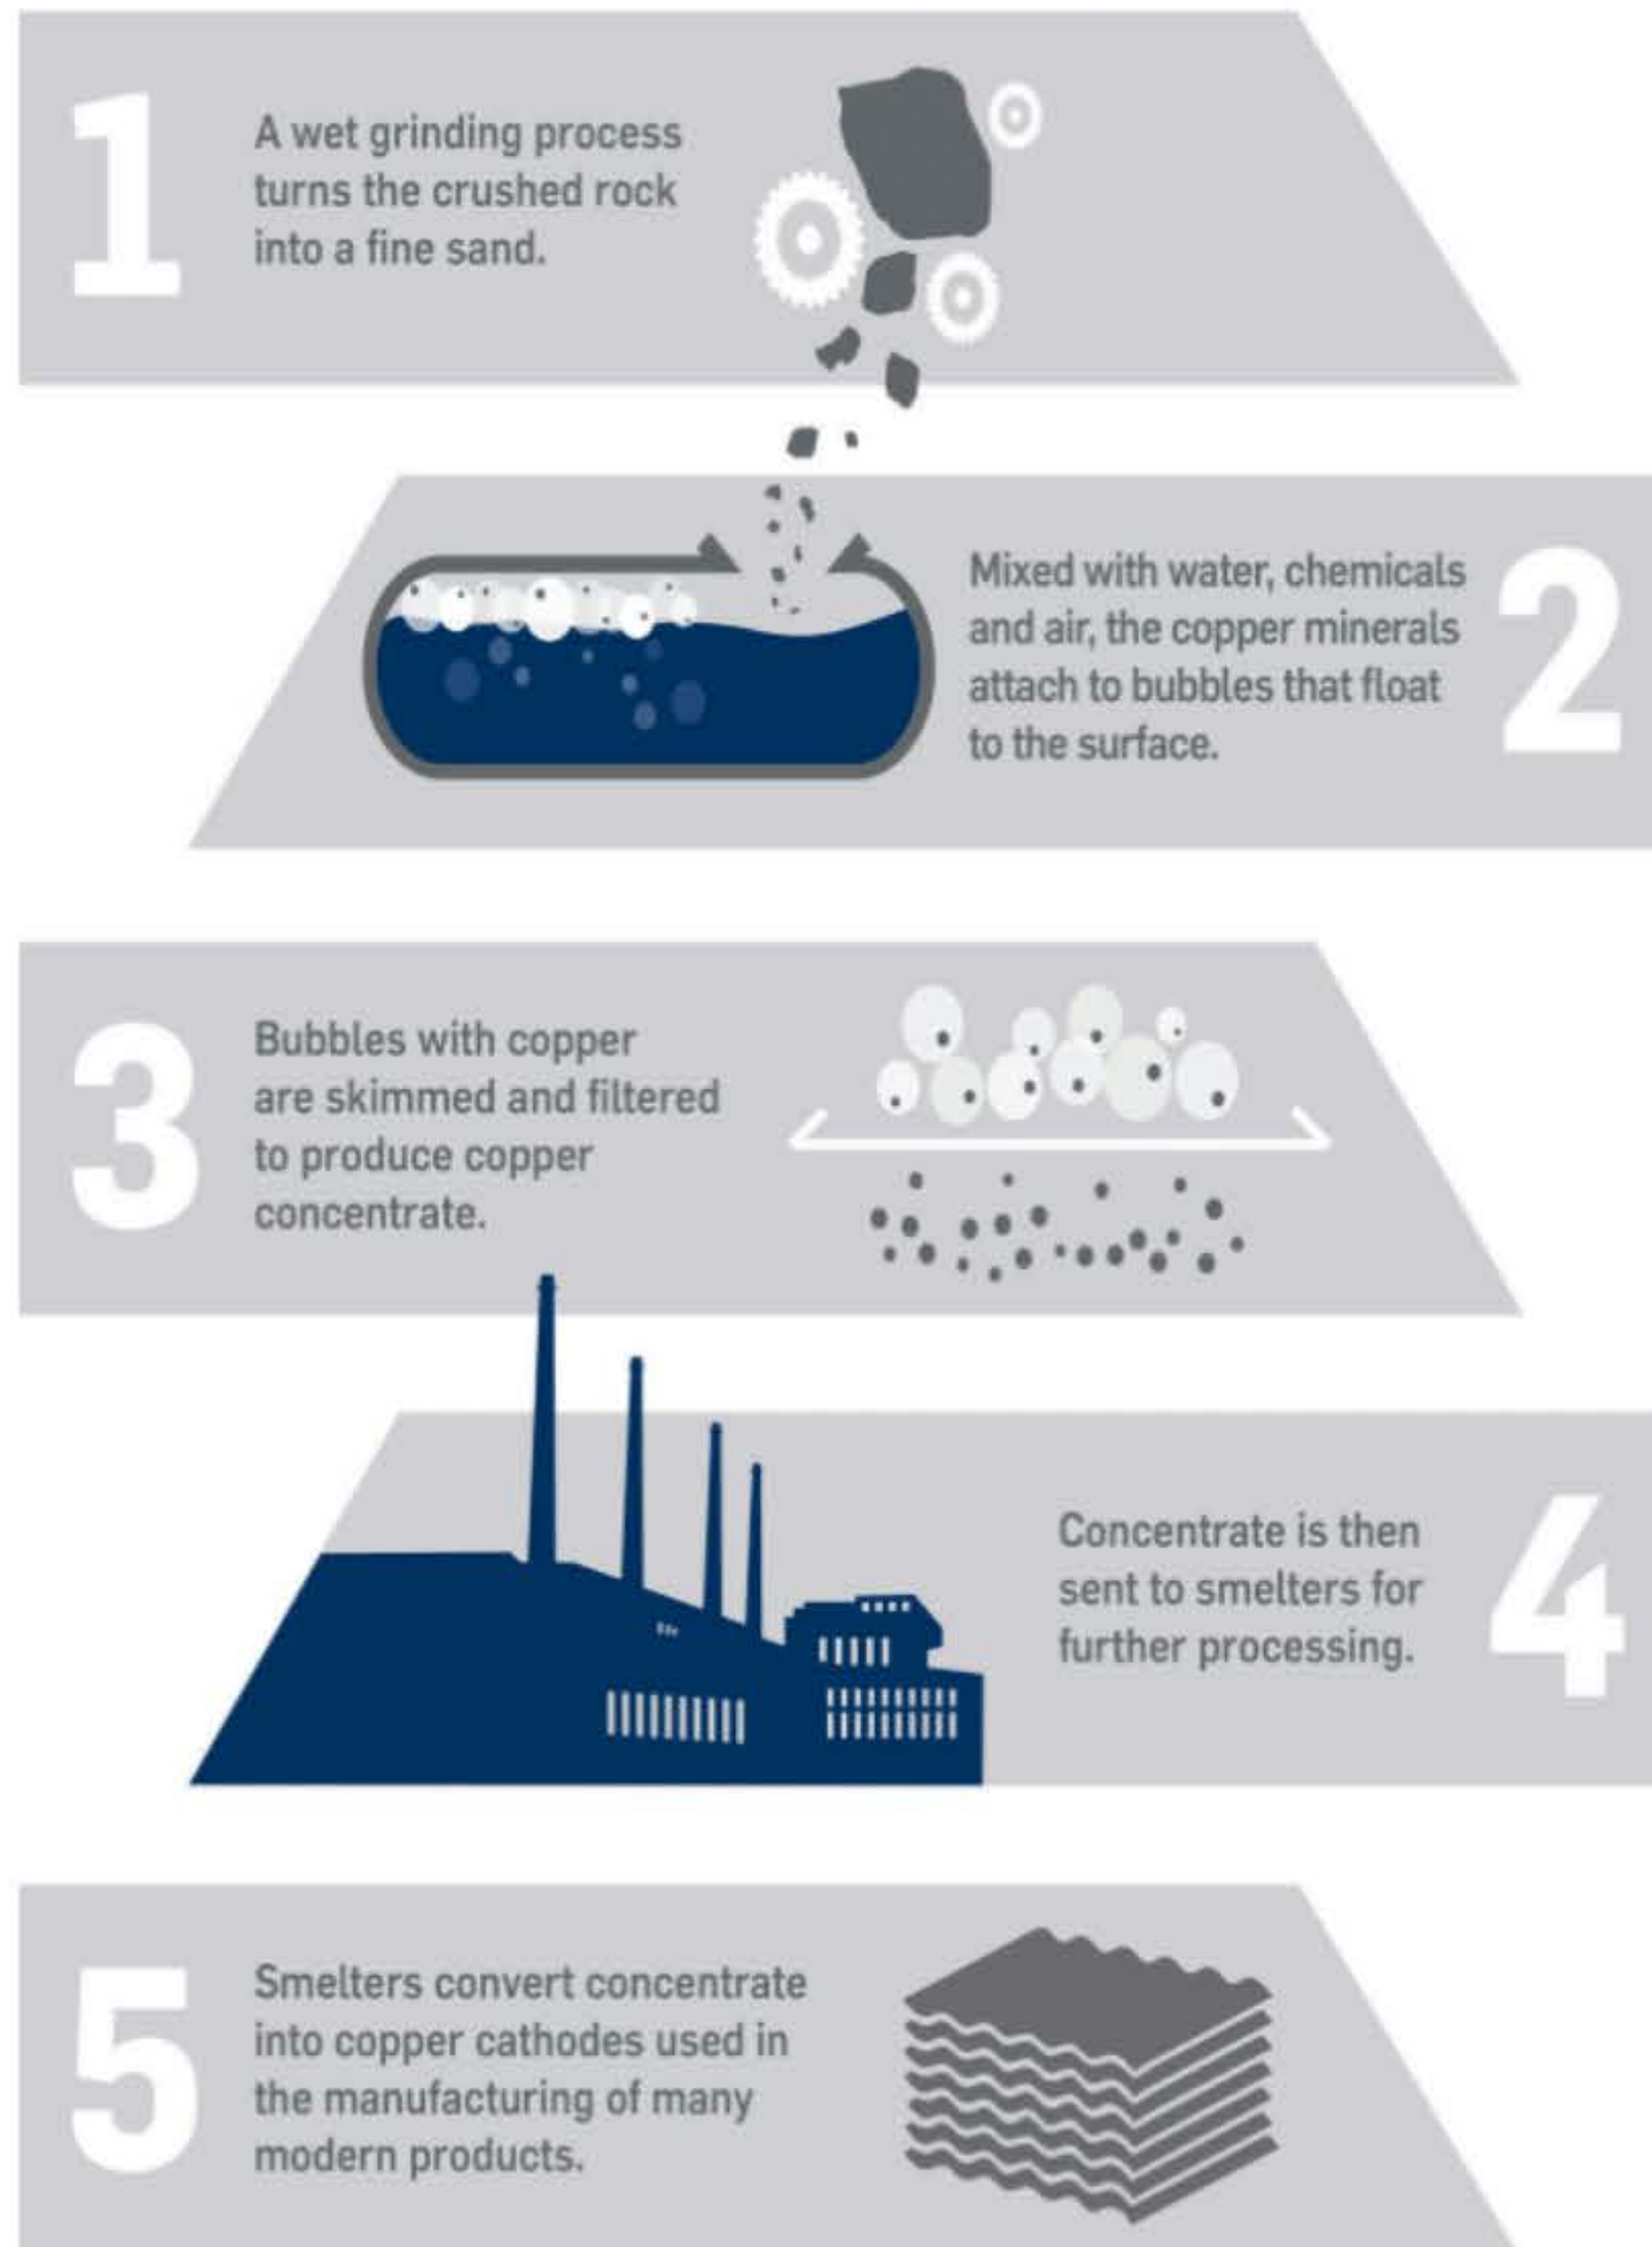 1
A wet grinding process
turns the crushed rock
into a fine sand.
Mixed with water, chemicals
and air, the copper minerals
attach to bubbles that float
to the surface.
2
3
Bubbles with copper
are skimmed and filtered
to produce copper
concentrate.
Concentrate is then
sent to smelters for
further processing.
4
5
Smelters convert concentrate
into copper cathodes used in
the manufacturing of many
modern products.